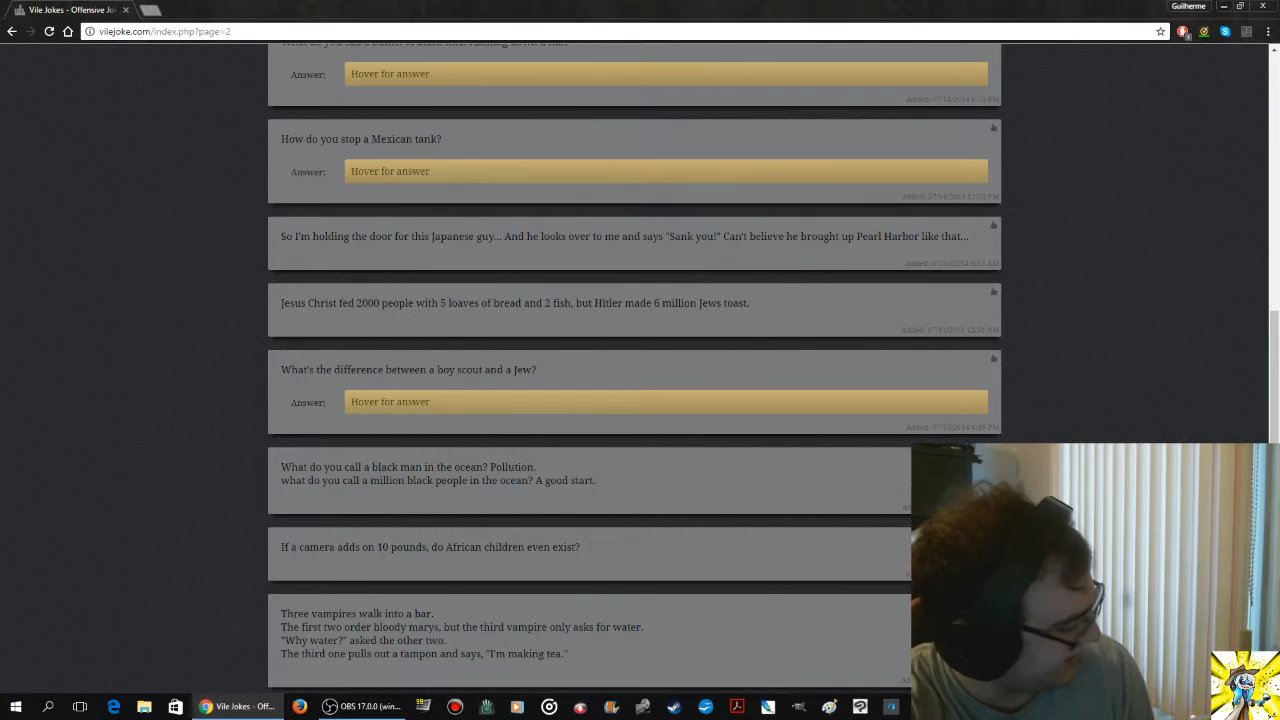 Vile Jokes - Offensive Jo
Guilherme
vilejoke.com/index.php?page=2
Answer:
Hover for answer
How do you stop a Mexican tank?
Answer:
Hover for answer
So I'm holding the door for this Japanese guy... And he looks over to me and says "Sank you!" Can't believe he brought up Pearl Harbor like that...
Jesus Christ fed 2000 people with 5 loaves of bread and 2 fish, but Hitler made 6 million Jews toast.
What's the difference between a boy scout and a Jew?
Answer:
Hover for answer
What do you call a black man in the ocean? Pollution.
what do you call a million black people in the ocean? A good start.
If a camera adds on 10 pounds, do African children even exist?
Three vampires walk into a bar.
The first two order bloody marys, but the third vampire only asks for water.
"Why water?" asked the other two.
The third one pulls out a tampon and says, "I'm making tea."
Vile Jokes - Off...
OBS 17.0.0 (win...